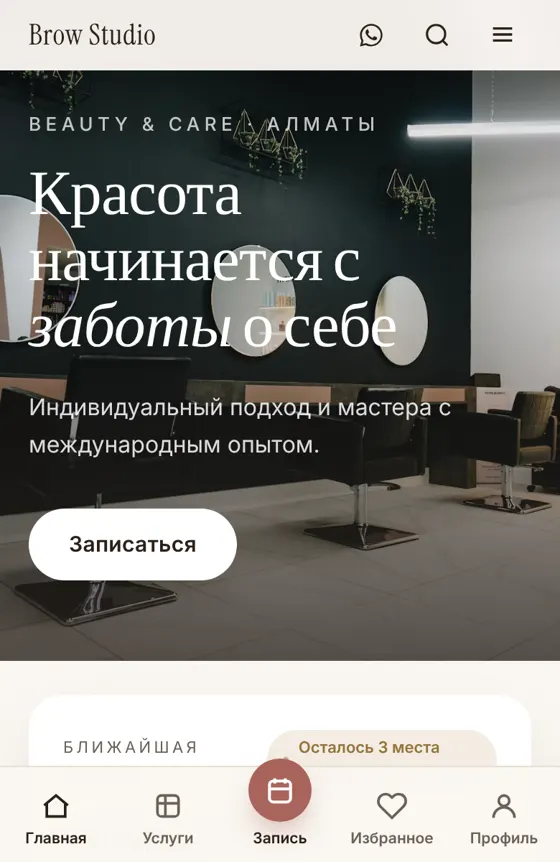 Brow Studio
BEAUTY & CARE · АЛМАТЫ
Красота
начинается с
заботы о себе
Индивидуальный подход и мастера с
международным опытом.
Записаться
БЛИЖАЙШАЯ
Осталось 3 места
Главная
Услуги
Запись
Избранное
Профиль